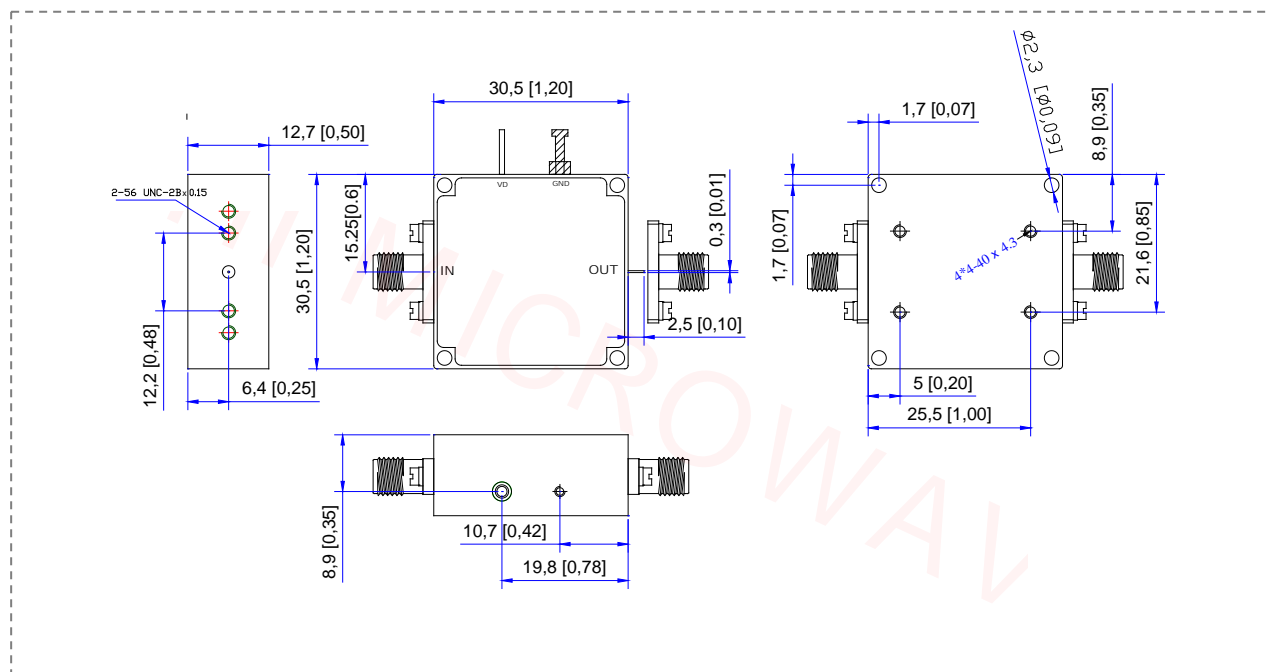 30,5 [1,20]
12,7 [0,50]
2-56 UNC-2Bx0.15
12,2 [0,48]
6,4 [0,25]
30,5 [1,20]
15.25[0.6]
VD
GND
IN
OUT
0,3 [0,01]
2,5 [0,10]
1,7 [0,07]
1,7 [0,07]
Ø2,3 [Ø0,09]
8,9 [0,35]
4*4-40 x 4.3
21,6 [0,85]
5 [0,20]
25,5 [1,00]
8,9 [0,35]
10,7 [0,42]
19,8 [0,78]
MICROWAV